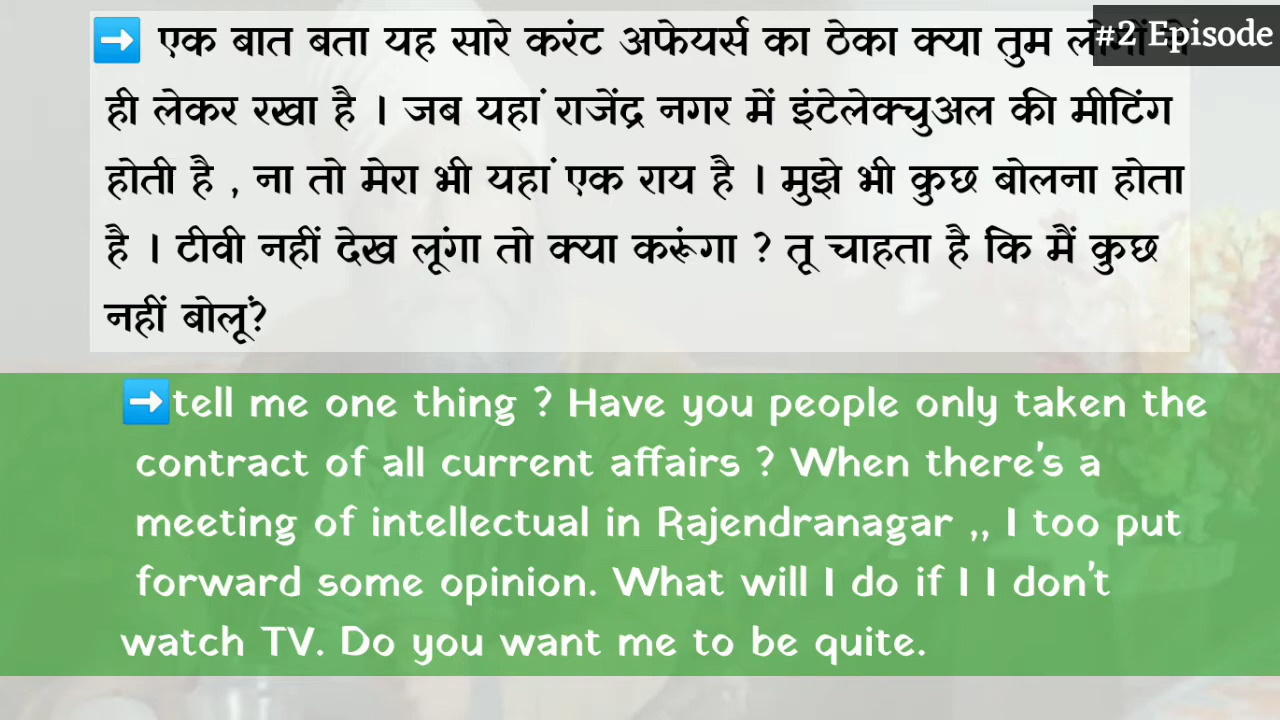 ➡️ एक बात बता यह सारे करंट अफेयर्स का ठेका क्या तुम
#2 Episode
ही लेकर रखा है । जब यहां राजेंद्र नगर में इंटेलेक्चुअल की मीटिंग
होती है , ना तो मेरा भी यहां एक राय है । मुझे भी कुछ बोलना होता
है । टीवी नहीं देख लूंगा तो क्या करूंगा ? तू चाहता है कि मैं कुछ
नहीं बोलूं?
➡️tell me one thing ? Have you people only taken the
contract of all current affairs ? When there's a
meeting of intellectual in Rajendranagar ,, I too put
forward some opinion. What will I do if I I don't
watch TV. Do you want me to be quite.